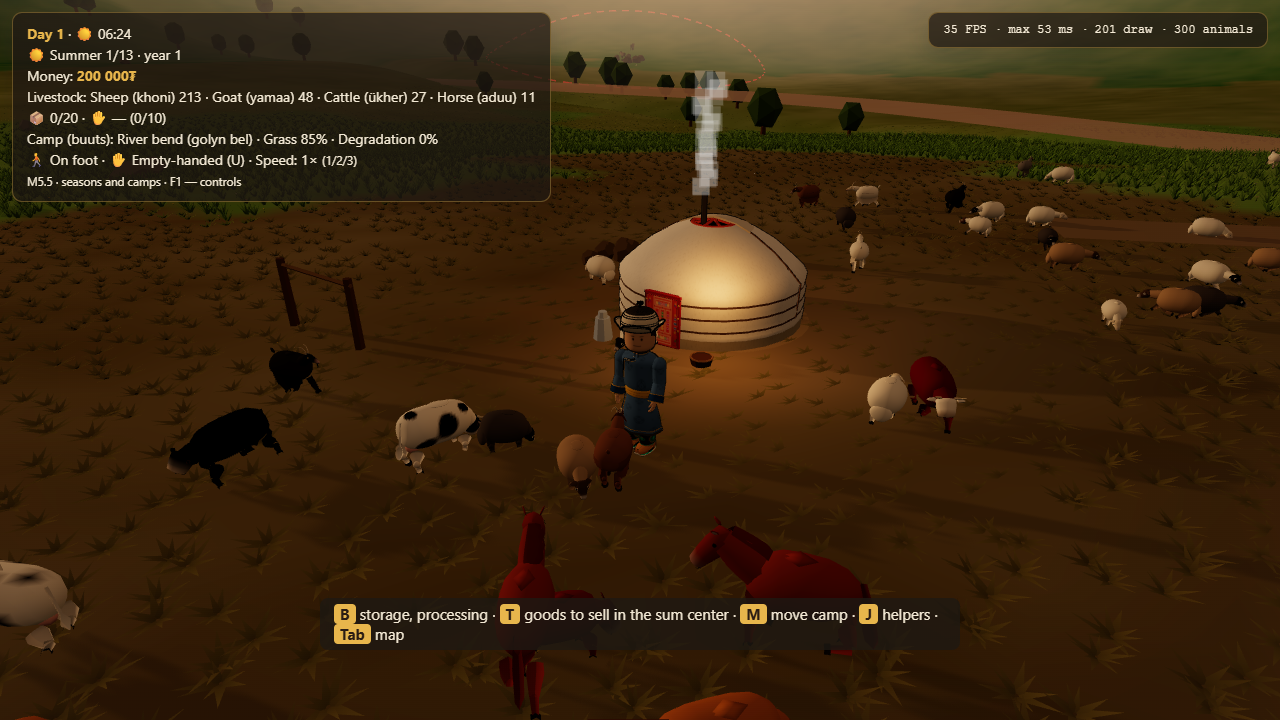 Day 1 · 06:24
Summer 1/13 · year 1
Money: 200 000₮
Livestock: Sheep (khoni) 213 · Goat (yamaa) 48 · Cattle (ükher) 27 · Horse (aduu) 11
0/20 · — (0/10)
Camp (buuts): River bend (golyn bel) · Grass 85% · Degradation 0%
On foot · Empty-handed (U) · Speed: 1× (1/2/3)
M5.5 · seasons and camps · F1 — controls
35 FPS · max 53 ms · 201 draw · 300 animals
B storage, processing · T goods to sell in the sum center · M move camp · J helpers ·
Tab map